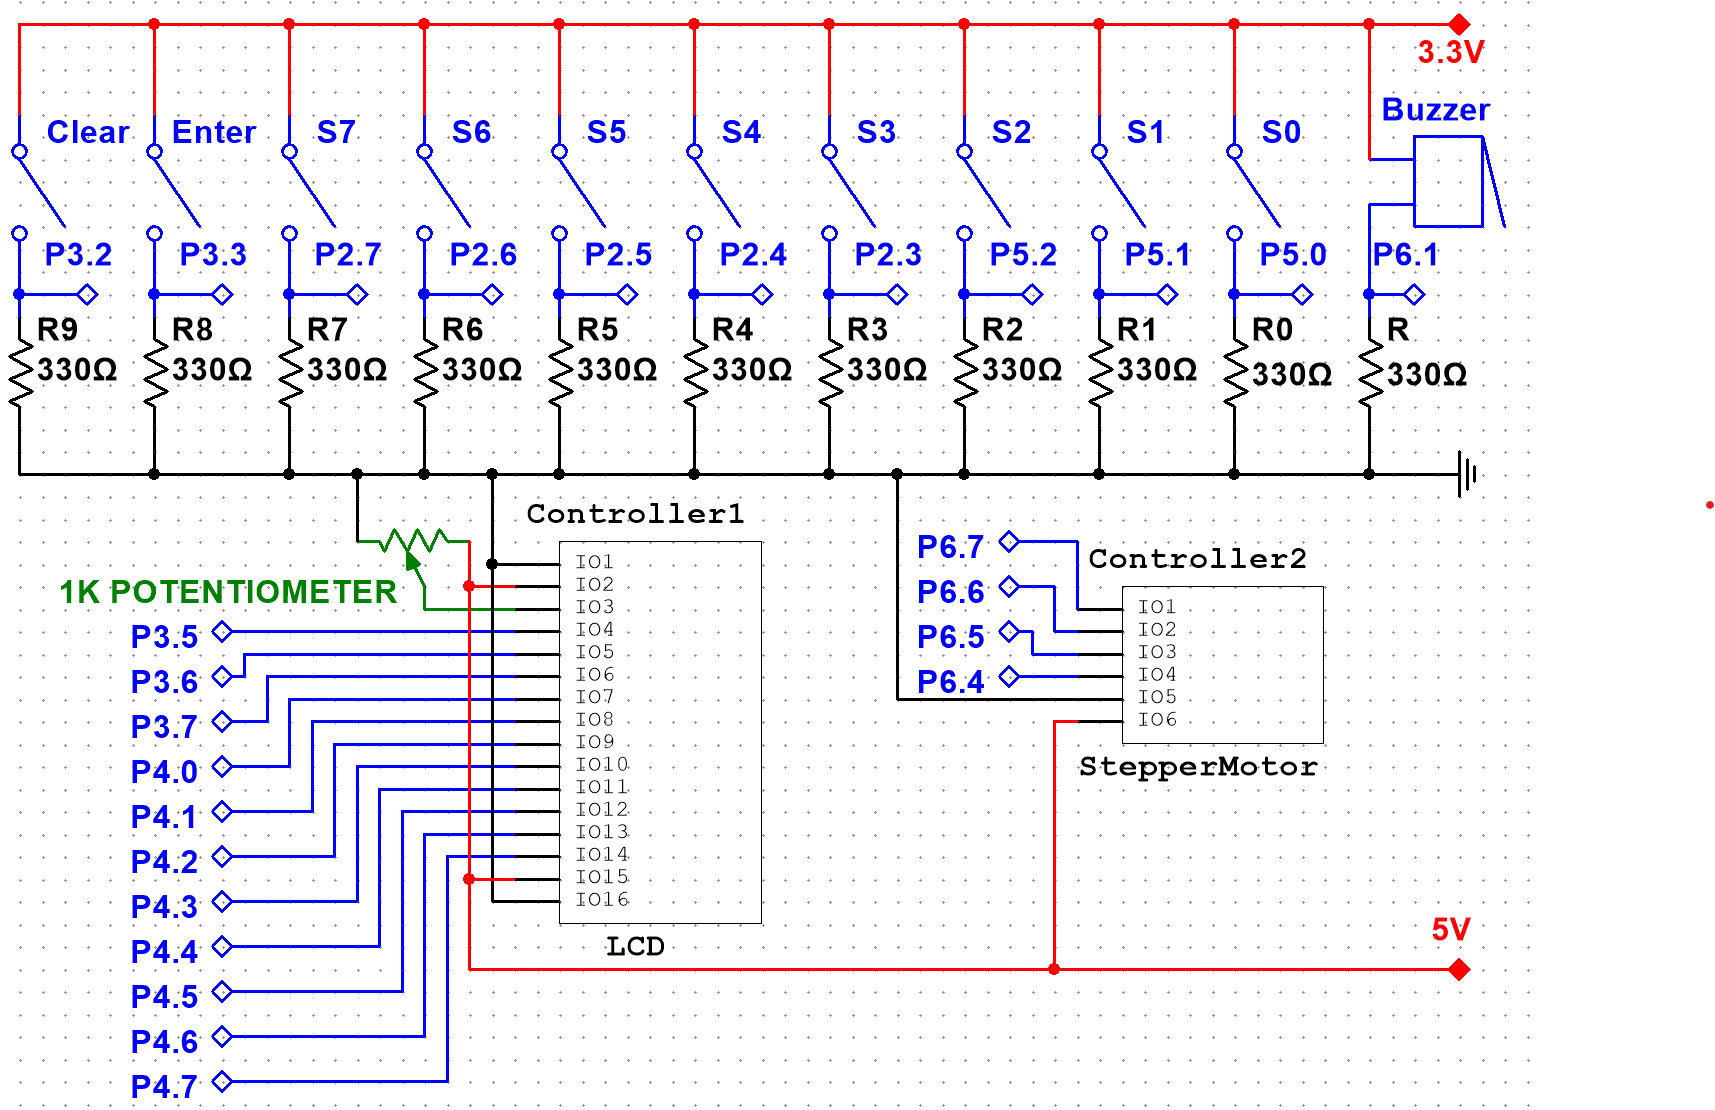 3.3V
Buzzer
Clear Enter S7 S6 S5 S4 S3 S2 S1 S0
P3.2 P3.3 P2.7 P2.6 P2.5 P2.4 P2.3 P5.2 P5.1 P5.0 P6.1
R9 R8 R7 R6 R5 R4 R3 R2 R1 R0 R
330Ω 330Ω 330Ω 330Ω 330Ω 330Ω 330Ω 330Ω 330Ω 330Ω 330Ω
1K POTENTIOMETER
P3.5
P3.6
P3.7
P4.0
P4.1
P4.2
P4.3
P4.4
P4.5
P4.6
P4.7
Controller1
IO1
IO2
IO3
IO4
IO5
IO6
IO7
IO8
IO9
IO10
IO11
IO12
IO13
IO14
IO15
IO16
LCD
P6.7
P6.6
P6.5
P6.4
Controller2
IO1
IO2
IO3
IO4
IO5
IO6
StepperMotor
5V